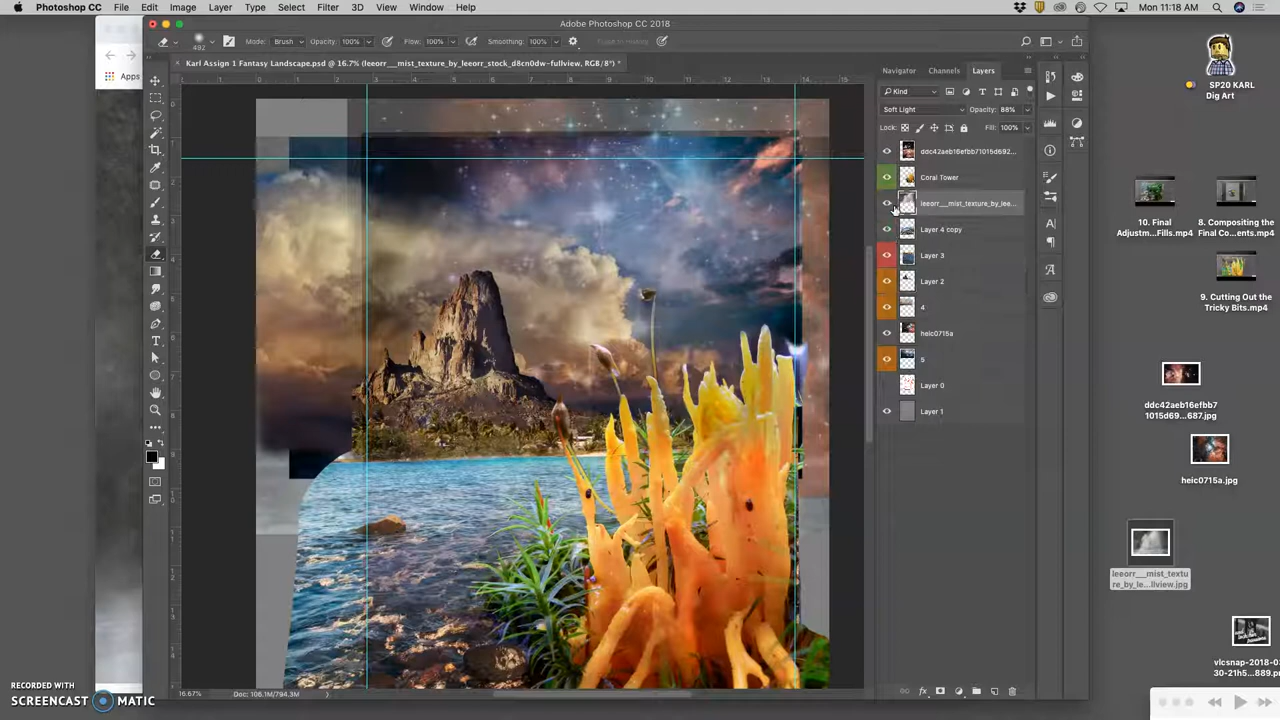 Photoshop CC File Edit Image Layer Type Select Filter 3D View Window Help Mon 11:18 AM
Adobe Photoshop CC 2018
492 Mode: Brush Opacity: 100% Flow: 100% Smoothing: 100% Erase to History
Karl Assign 1 Fantasy Landscape.psd @ 16.7% (leeorr___mist_texture_by_leeorr_stock_d8cn0dw-fullview, RGB/8*) *
Apps
Navigator Channels Layers
Kind
Soft Light Opacity: 88%
Lock: Fill: 100%
ddc42aeb16efbb71015d692...
Coral Tower
leeorr___mist_texture_by_lee...
Layer 4 copy
Layer 3
Layer 2
4
heic0715a
5
Layer 0
Layer 1
16.67% Doc: 106.1M/794.3M
SP20 KARL
Dig Art
10. Final
Adjustm...Fills.mp4
8. Compositing the
Final Co...ents.mp4
9. Cutting Out the
Tricky Bits.mp4
ddc42aeb16efbb7
1015d69...687.jpg
heic0715a.jpg
leeorr___mist_textu
re_by_le...llview.jpg
vlcsnap-2018-03
30-21h5...889.png
RECORDED WITH
SCREENCAST MATIC